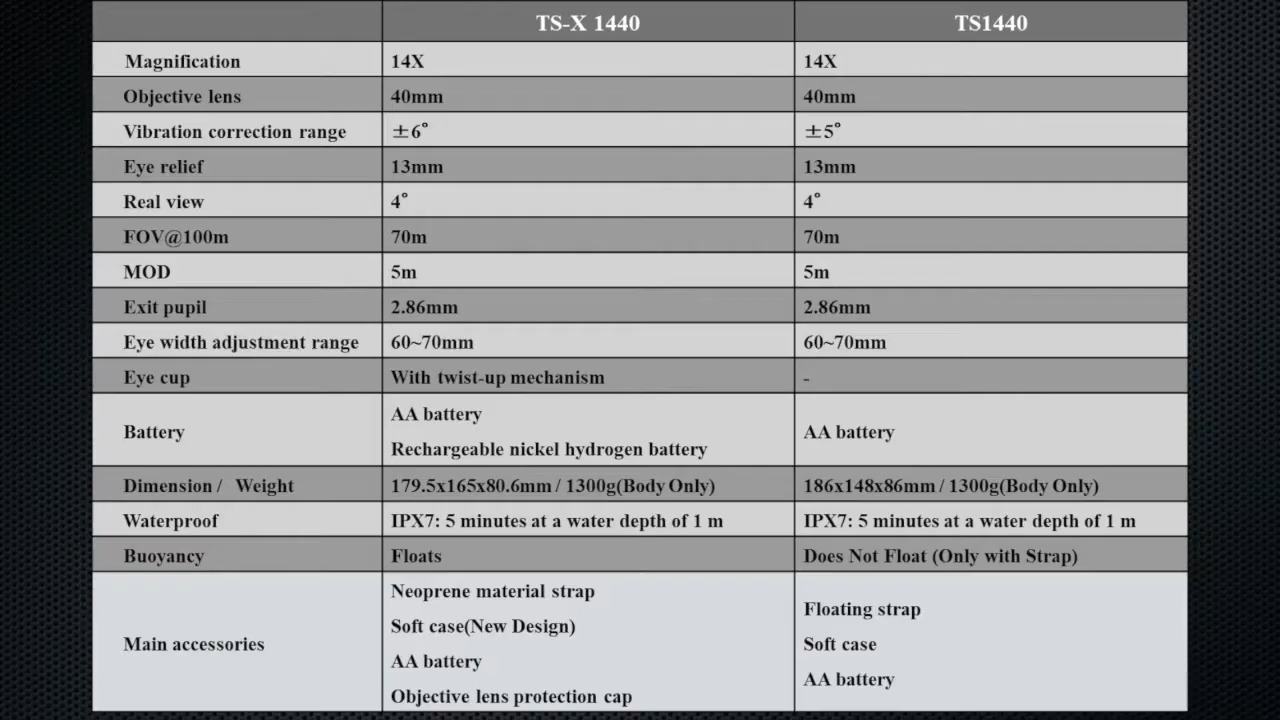 TS-X 1440 TS1440
Magnification 14X 14X
Objective lens 40mm 40mm
Vibration correction range ±6° ±5°
Eye relief 13mm 13mm
Real view 4° 4°
FOV@100m 70m 70m
MOD 5m 5m
Exit pupil 2.86mm 2.86mm
Eye width adjustment range 60~70mm 60~70mm
Eye cup With twist-up mechanism -
Battery
AA battery
Rechargeable nickel hydrogen battery
AA battery
Dimension / Weight 179.5x165x80.6mm / 1300g(Body Only) 186x148x86mm / 1300g(Body Only)
Waterproof IPX7: 5 minutes at a water depth of 1 m IPX7: 5 minutes at a water depth of 1 m
Buoyancy Floats Does Not Float (Only with Strap)
Main accessories
Neoprene material strap
Soft case(New Design)
AA battery
Objective lens protection cap
Floating strap
Soft case
AA battery